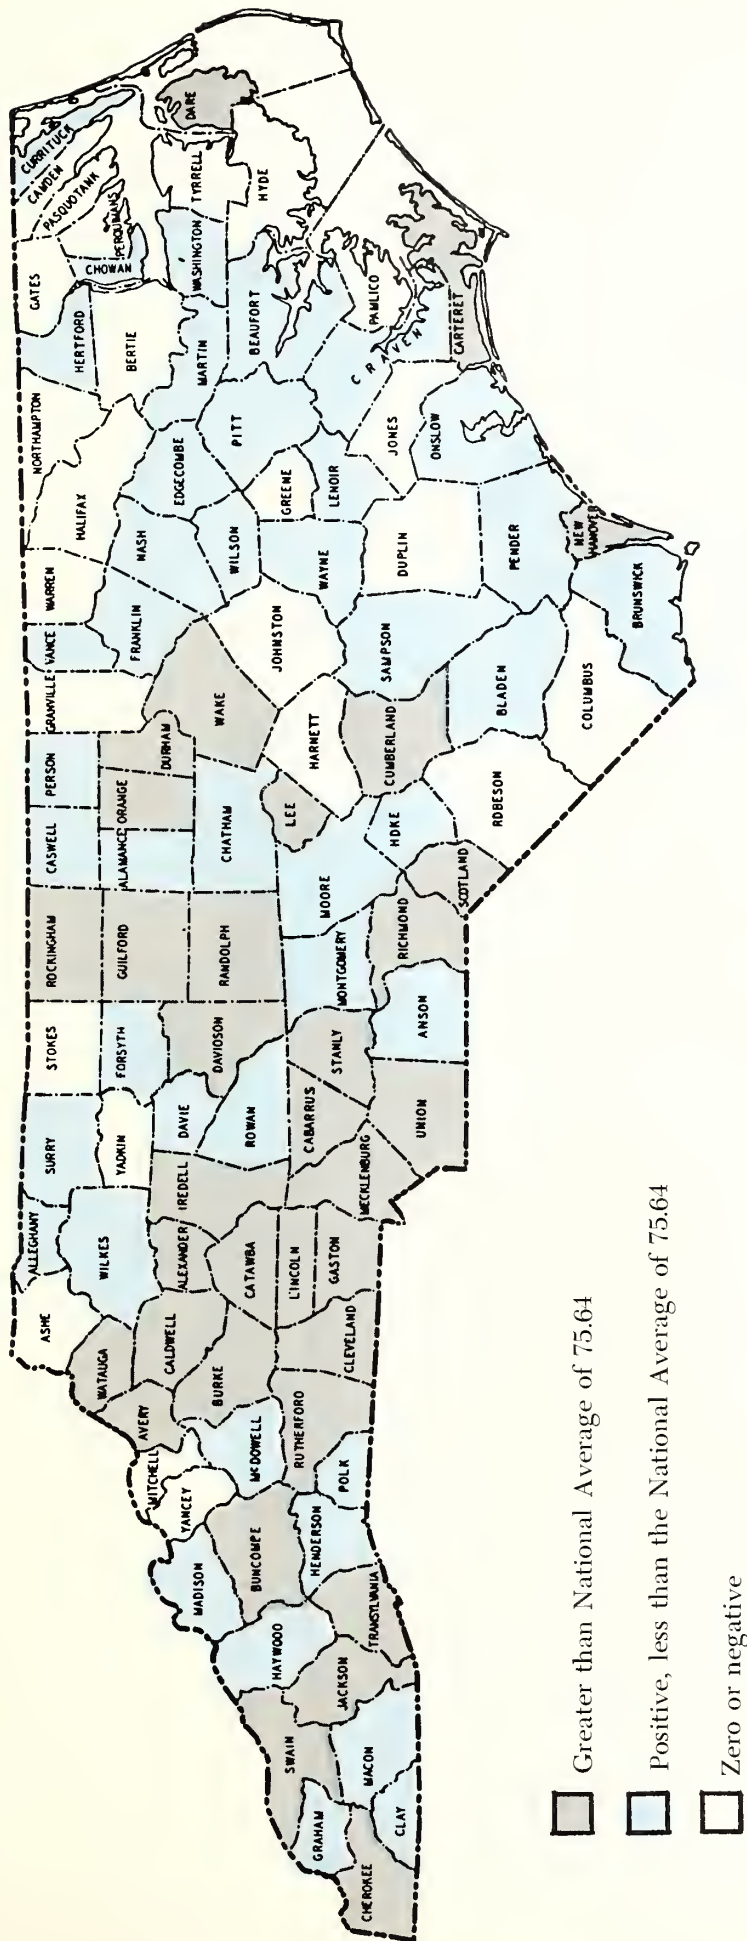 CHEROKEE
GRAHAM
CLAY
SWAIN
MACON
JACKSON
HAYWOOD
TRANSYLVANIA
MADISON
BUNCOMPE
HENDERSON
YANCEY
MITCHELL
MCDOWELL
POLK
RUTHERFORD
AVERY
BURKE
WATAUGA
CALDWELL
CLEVELAND
ASHE
ALLEGHANY
WILKES
ALEXANDER
CATAWBA
LINCOLN
GASTON
IREDELL
SURRY
YADKIN
DAVIE
ROWAN
CABARRUS
MECKLENBURG
UNION
STOKES
FORSYTH
DAVIOSON
STANLY
ANSON
ROCKINGHAM
GUILFORD
RANDOLPH
MONTGOMERY
RICHMOND
CASWELL
ALAMANCE
CHATHAM
MOORE
SCOTLAND
PERSON
ORANGE
DURHAM
LEE
HDKE
GRANVILLE
WAKE
HARNETT
CUMBERLAND
RDBESON
VANCE
FRANKLIN
JOHNSTON
SAMPSON
BLADEN
COLUMBUS
WARREN
NASH
WILSON
WAYNE
DUPLIN
PENDER
BRUNSWICK
NEW
HANOVER
HALIFAX
NORTHAMPTON
EDGECOMBE
GREENE
LENOIR
JONES
ONSLOW
HERTFORD
BERTIE
MARTIN
PITT
CRAVEN
GATES
CHOWAN
PERQUIMANS
WASHINGTON
BEAUFORT
PAMLICO
CARTERET
CURRITUCK
CAMDEN
PASQUOTANK
TYRRELL
HYDE
DARE
Greater than National Average of 75.64
Positive, less than the National Average of 75.64
Zero or negative